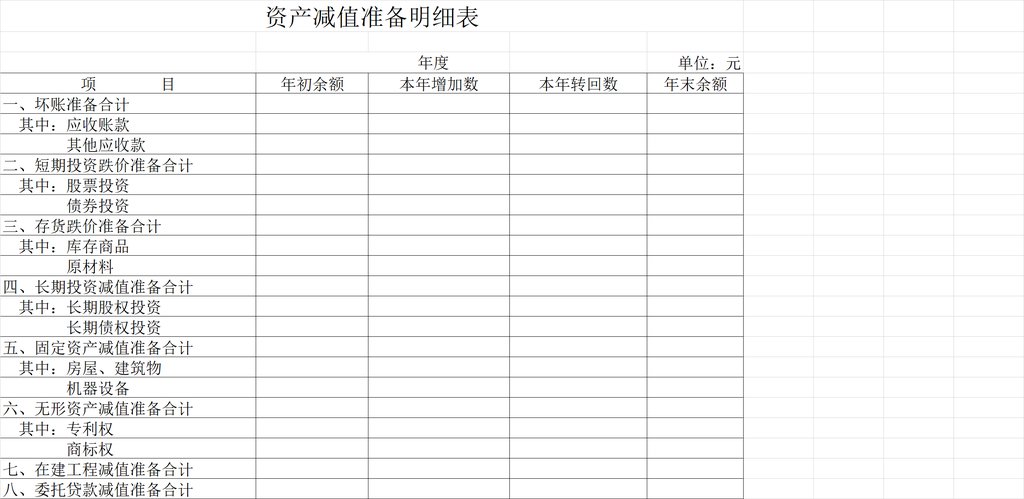 资产减值准备明细表
年度 单位：元
项 目 年初余额 本年增加数 本年转回数 年末余额
一、坏账准备合计
其中：应收账款
其他应收款
二、短期投资跌价准备合计
其中：股票投资
债券投资
三、存货跌价准备合计
其中：库存商品
原材料
四、长期投资减值准备合计
其中：长期股权投资
长期债权投资
五、固定资产减值准备合计
其中：房屋、建筑物
机器设备
六、无形资产减值准备合计
其中：专利权
商标权
七、在建工程减值准备合计
八、委托贷款减值准备合计